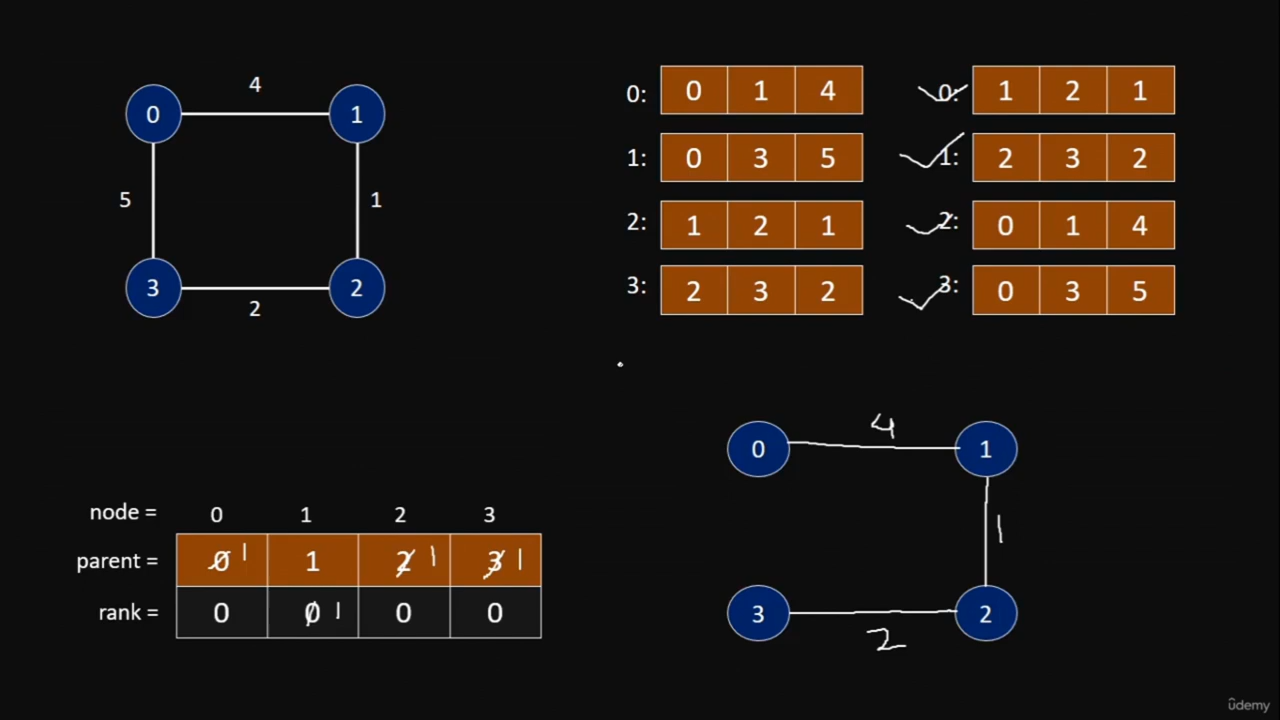 4
0 1
5 1
3 2
2
0: 0 1 4
1: 0 3 5
2: 1 2 1
3: 2 3 2
0: 1 2 1
1: 2 3 2
2: 0 1 4
3: 0 3 5
4
0 1
1
3 2
2
node = 0 1 2 3
parent = 0 1 1 2 1 3 1
rank = 0 0 1 0 0
ûdemy